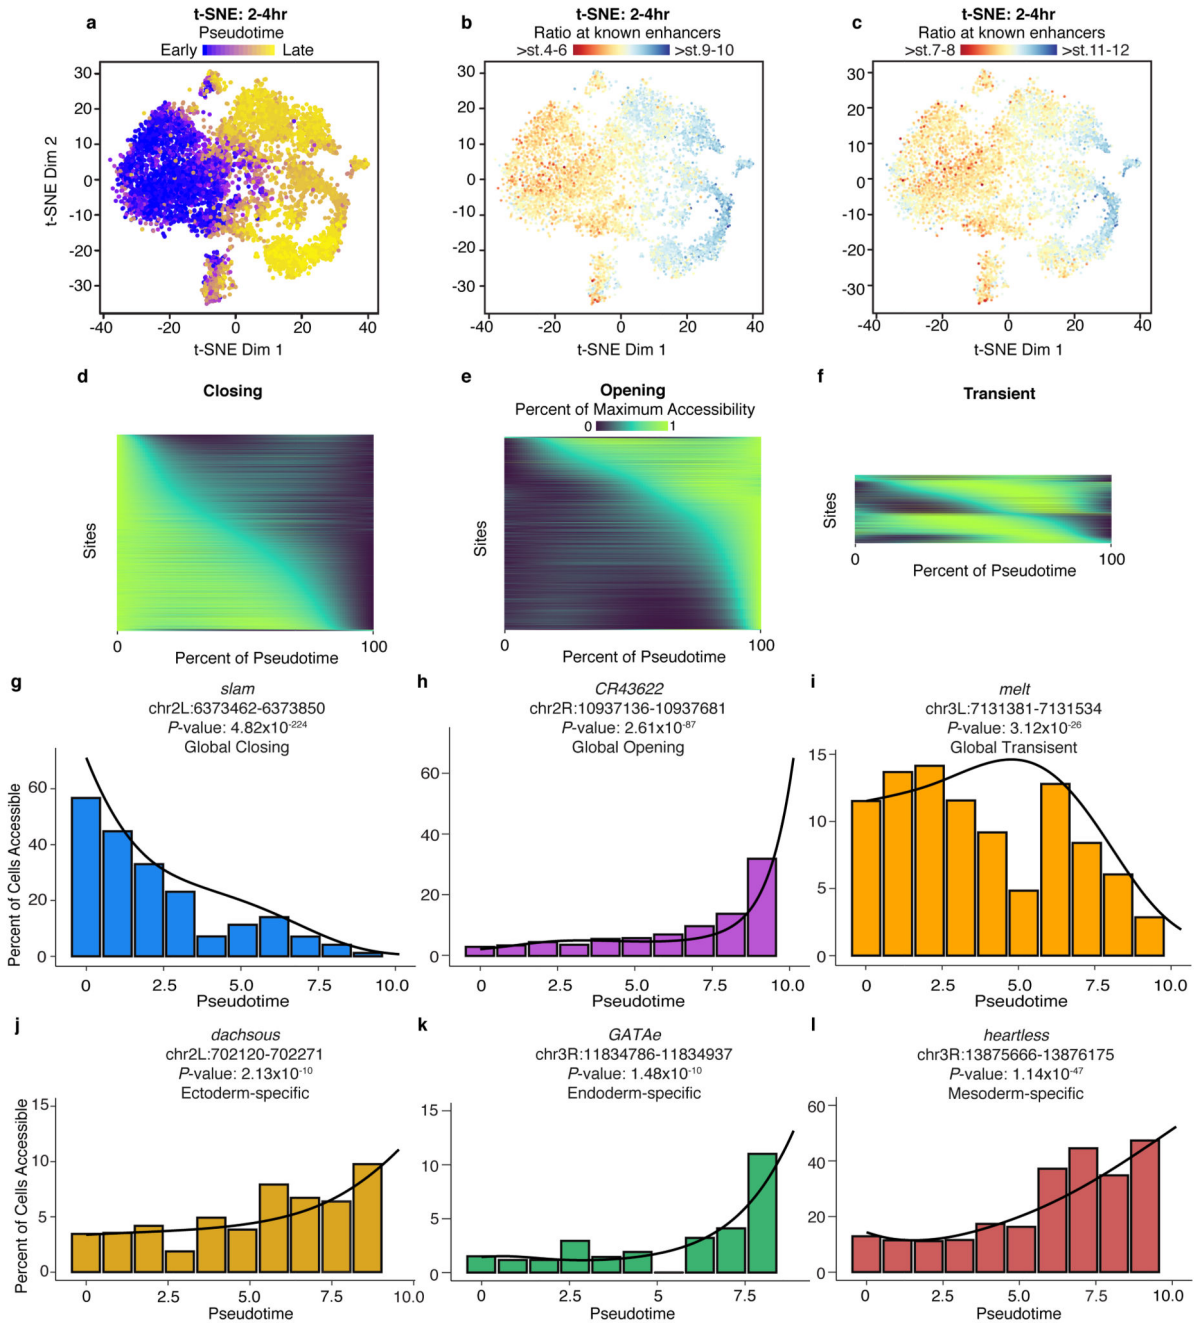 a
t-SNE: 2-4hr
Pseudotime
Early
Late
30
20
10
0
-10
-20
-30
t-SNE Dim 2
-40
-20
0
20
40
t-SNE Dim 1
b
t-SNE: 2-4hr
Ratio at known enhancers
>st.4-6
>st.9-10
30
20
10
0
-10
-20
-30
-40
-20
0
20
40
t-SNE Dim 1
c
t-SNE: 2-4hr
Ratio at known enhancers
>st.7-8
>st.11-12
30
20
10
0
-10
-20
-30
-40
-20
0
20
40
t-SNE Dim 1
d
Closing
Sites
0
100
Percent of Pseudotime
e
Opening
Percent of Maximum Accessibility
0
1
Sites
0
100
Percent of Pseudotime
f
Transient
Sites
0
100
Percent of Pseudotime
g
slam
chr2L:6373462-6373850
P-value: 4.82x10-224
Global Closing
60
40
20
0
Percent of Cells Accessible
0
2.5
5.0
7.5
10.0
Pseudotime
h
CR43622
chr2R:10937136-10937681
P-value: 2.61x10-87
Global Opening
60
40
20
0
0
2.5
5.0
7.5
10.0
Pseudotime
i
melt
chr3L:7131381-7131534
P-value: 3.12x10-26
Global Transisent
15
10
5
0
0
2.5
5.0
7.5
10.0
Pseudotime
j
dachsous
chr2L:702120-702271
P-value: 2.13x10-10
Ectoderm-specific
15
10
5
0
Percent of Cells Accessible
0
2.5
5.0
7.5
10.0
Pseudotime
k
GATAe
chr3R:11834786-11834937
P-value: 1.48x10-10
Endoderm-specific
15
10
5
0
0
2.5
5.0
7.5
Pseudotime
l
heartless
chr3R:13875666-13876175
P-value: 1.14x10-47
Mesoderm-specific
60
40
20
0
0
2.5
5.0
7.5
10.0
Pseudotime